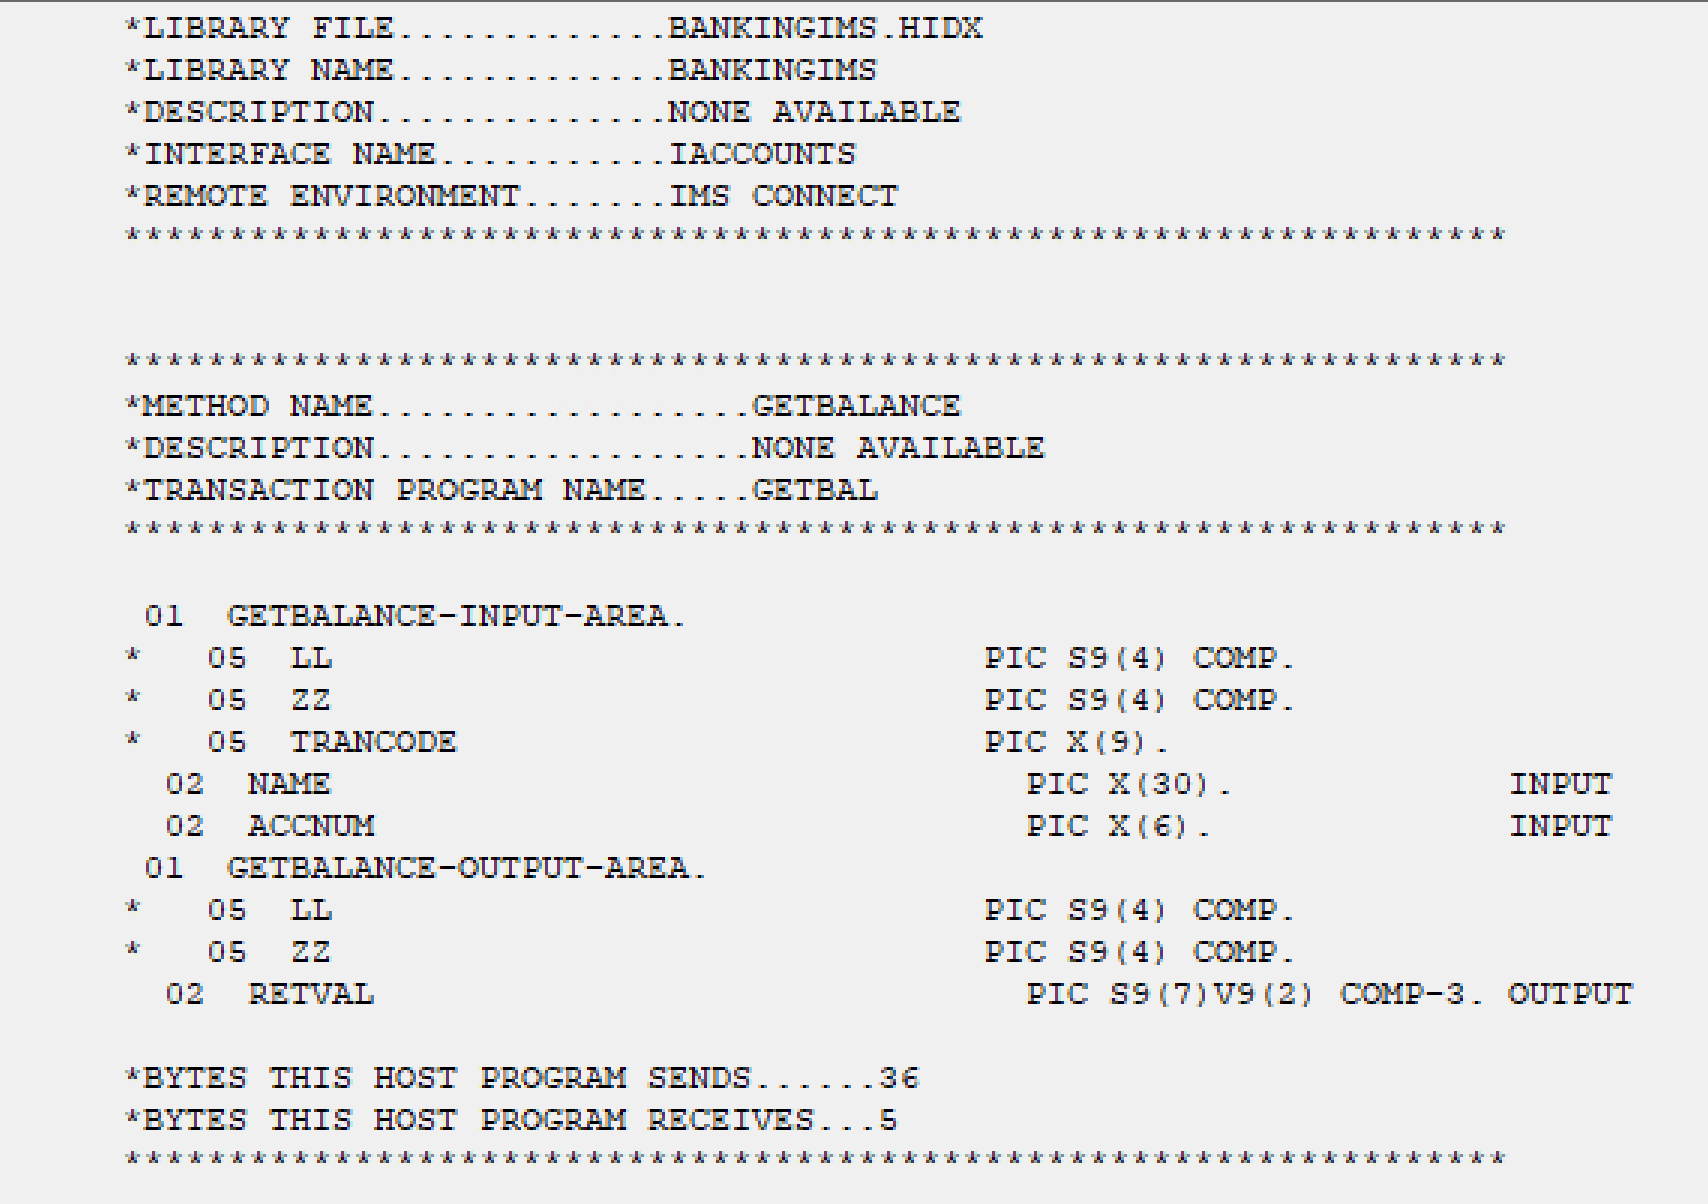 *LIBRARY FILE.............BANKINGIMS.HIDX
*LIBRARY NAME.............BANKINGIMS
*DESCRIPTION..............NONE AVAILABLE
*INTERFACE NAME...........IACCOUNTS
*REMOTE ENVIRONMENT.......IMS CONNECT
******************************************************************
******************************************************************
*METHOD NAME..................GETBALANCE
*DESCRIPTION..................NONE AVAILABLE
*TRANSACTION PROGRAM NAME.....GETBAL
******************************************************************
01  GETBALANCE-INPUT-AREA.
*   05  LL                               PIC S9(4) COMP.
*   05  ZZ                               PIC S9(4) COMP.
*   05  TRANCODE                         PIC X(9).
02  NAME                                 PIC X(30).             INPUT
02  ACCNUM                               PIC X(6).              INPUT
01  GETBALANCE-OUTPUT-AREA.
*   05  LL                               PIC S9(4) COMP.
*   05  ZZ                               PIC S9(4) COMP.
02  RETVAL                               PIC S9(7)V9(2) COMP-3. OUTPUT
*BYTES THIS HOST PROGRAM SENDS......36
*BYTES THIS HOST PROGRAM RECEIVES...5
******************************************************************